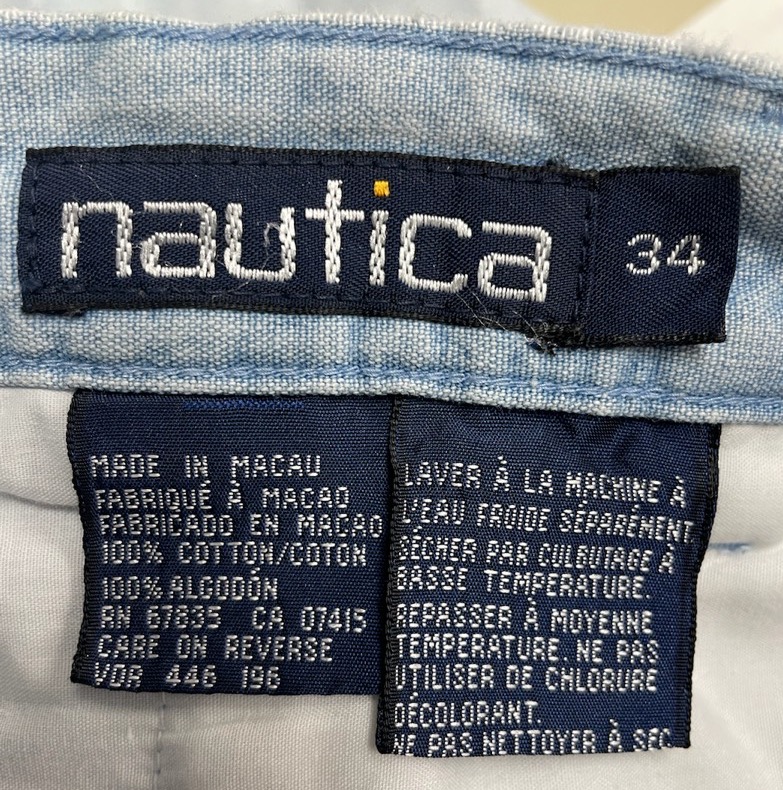 nautica
34
MADE IN MACAU
FABRIQUÉ À MACAO
FABRICADO EN MACAO
100% COTTON/COTON
100% ALGODÓN
RN 67835 CA 07415
CARE ON REVERSE
VDR 446 196
LAVER À LA MACHINE À
L'EAU FROIDE SÉPARÉMENT
SÉCHER PAR CULBUTAGE À
BASSE TEMPERATURE.
REPASSER À MOYENNE
TEMPERATURE. NE PAS
UTILISER DE CHLORURE
DÉCOLORANT.
NE PAS NETTOYER À SEC